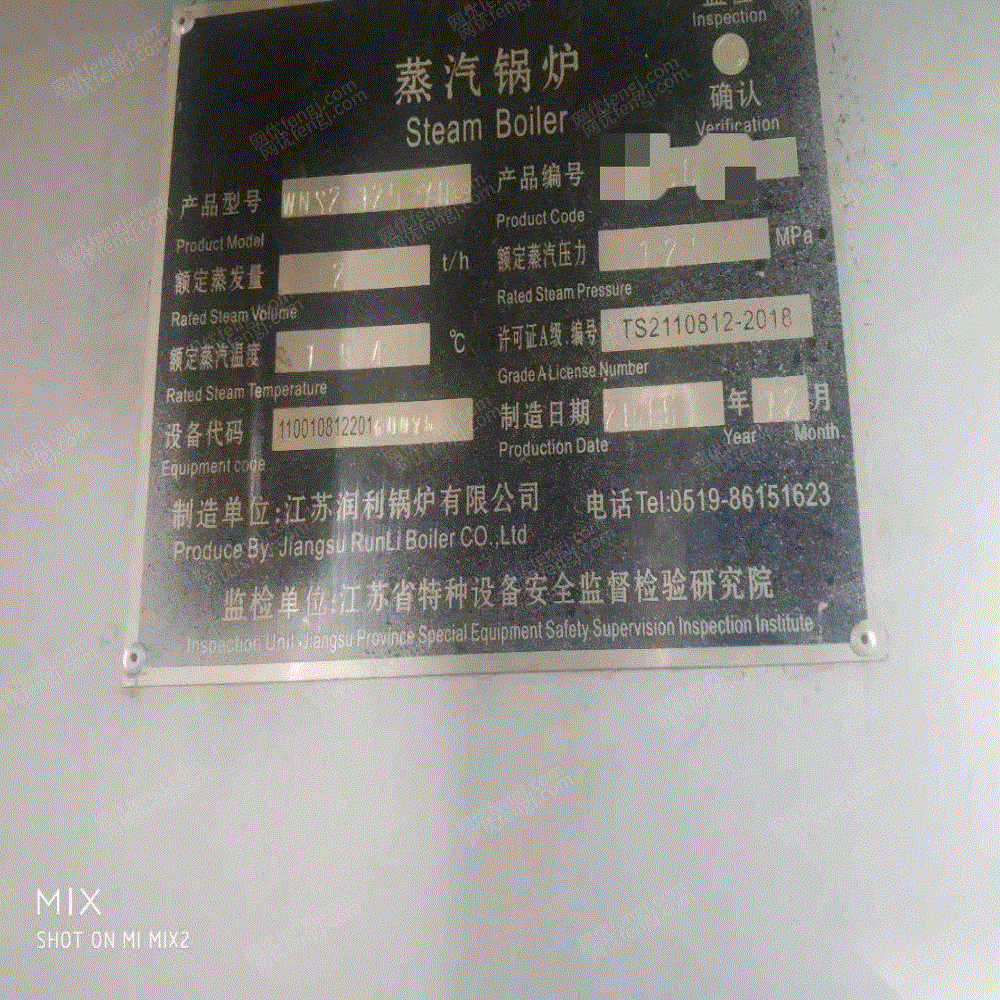 Inspection
确认
Verification
蒸汽锅炉
Steam Boiler
产品型号
Product Model
产品编号
Product Code
额定蒸发量 2 t/h
Rated Steam Volume
额定蒸汽压力 MPa
Rated Steam Pressure
额定蒸汽温度 ℃
Rated Steam Temperature
许可证A级.编号 TS2110812-2018
Grade A License Number
设备代码
Equipment code
制造日期 年 12 月
Production Date Year Month
制造单位:江苏润利锅炉有限公司 电话Tel:0519-86151623
Produce By. Jiangsu RunLi Boiler CO.,Ltd
监检单位:江苏省特种设备安全监督检验研究院
Inspection Unit Jiangsu Province Special Equipment Safety Supervision Inspection Institute
MIX
SHOT ON MI MIX2